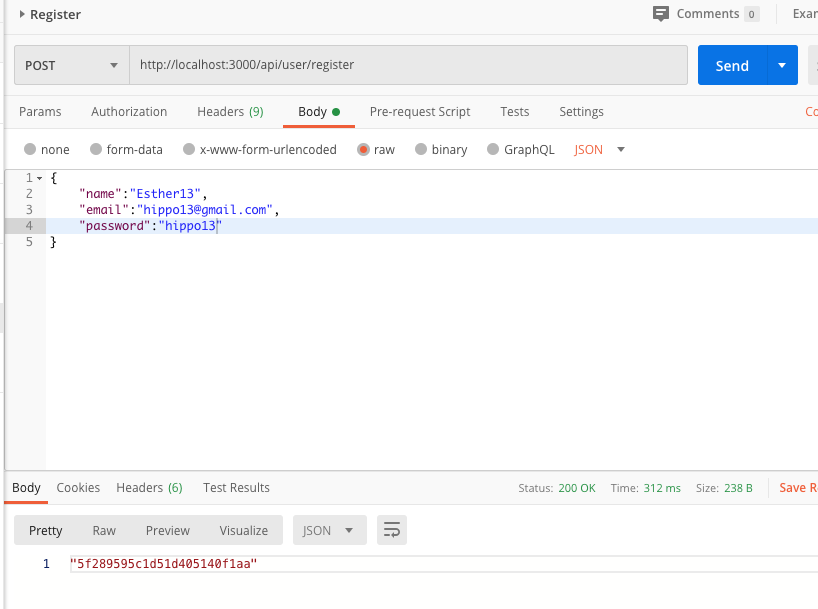 Register
Comments 0
Exar
POST
http://localhost:3000/api/user/register
Send
Params Authorization Headers (9) Body Pre-request Script Tests Settings Co
none form-data x-www-form-urlencoded raw binary GraphQL JSON
1 {
2 "name":"Esther13",
3 "email":"hippo13@gmail.com",
4 "password":"hippo13"
5 }
Body Cookies Headers (6) Test Results Status: 200 OK Time: 312 ms Size: 238 B Save R
Pretty Raw Preview Visualize JSON
1 "5f289595c1d51d405140f1aa"